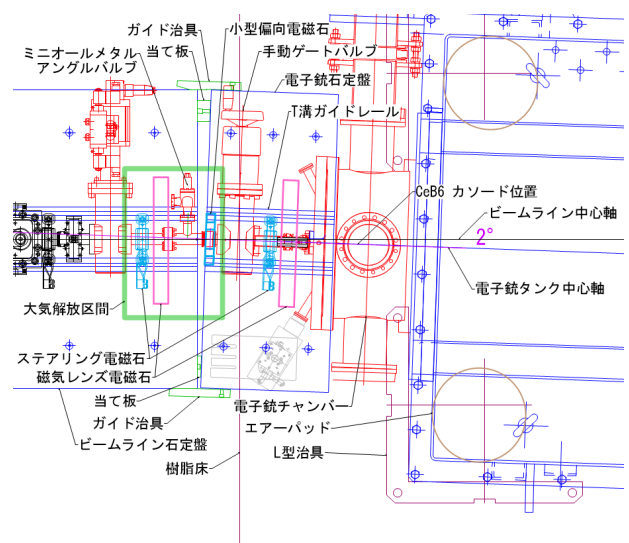 ガイド治具
小型偏向電磁石
ミニオールメタル
アングルバルブ
当て板
手動ゲートバルブ
電子銃石定盤
T溝ガイドレール
CeB6 カソード位置
ビームライン中心軸
2°
電子銃タンク中心軸
大気解放区間
ステアリング電磁石
磁気レンズ電磁石
当て板
ガイド治具
ビームライン石定盤
樹脂床
電子銃チャンバー
エアーパッド
L型治具